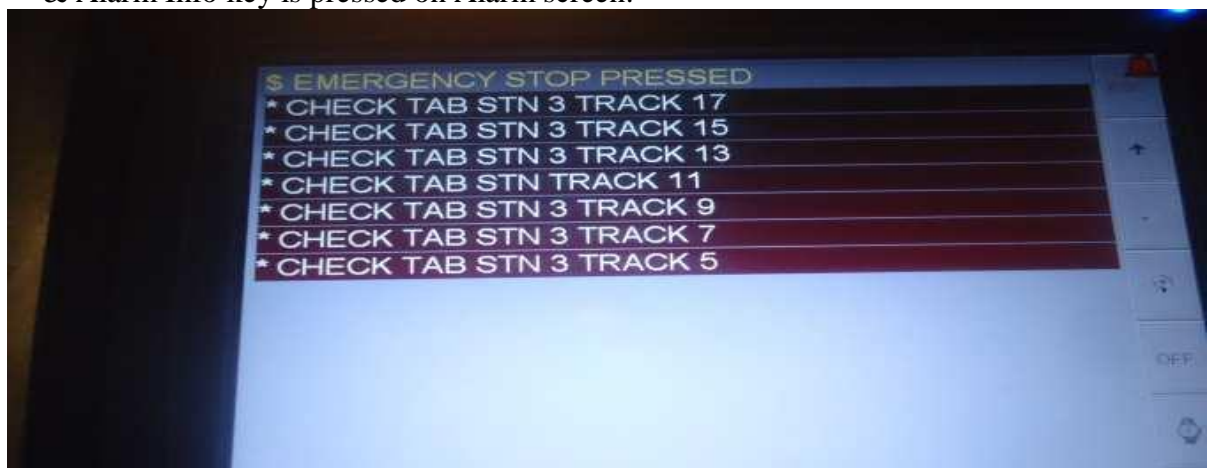 & Alarm Info key is pressed on Alarm screen.
$ EMERGENCY STOP PRESSED
* CHECK TAB STN 3 TRACK 17
* CHECK TAB STN 3 TRACK 15
* CHECK TAB STN 3 TRACK 13
* CHECK TAB STN TRACK 11
* CHECK TAB STN 3 TRACK 9
* CHECK TAB STN 3 TRACK 7
* CHECK TAB STN 3 TRACK 5
OFF